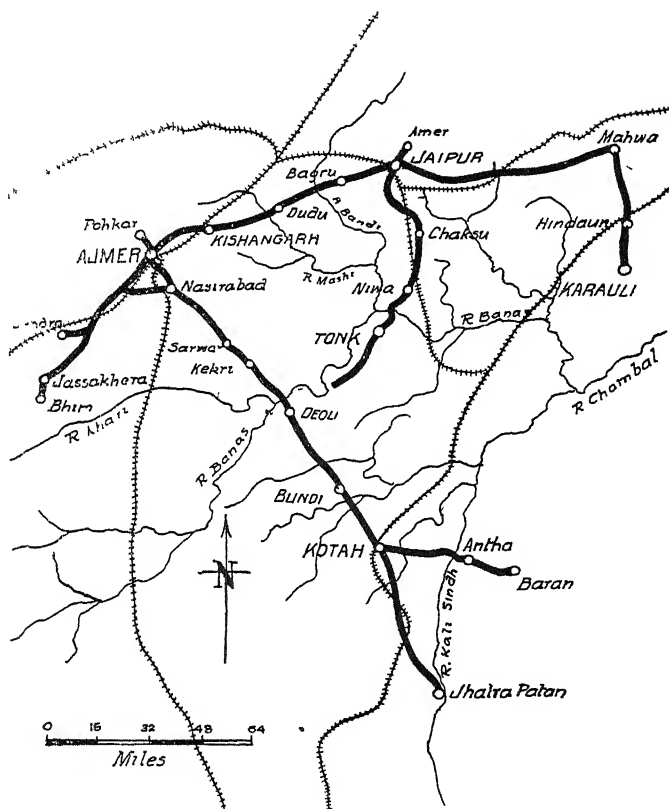 Amer
Mahwa
JAIPUR
Bagru
Pohkar
Dudu
R Bandi
Hindaun
KISHANGARH
Chaksu
AJMER
R Mashi
KARAULI
Nasirabad
Niwa
R Banas
TONK
Sarwa
Kekri
Jassakhera
R Chambal
Bhim
DEOLI
R Khari
R Banas
BUNDI
KOTAH
Antha
N
Baran
R. Kali Sindh
Jhalra Patan
0 16 32 48 64
Miles